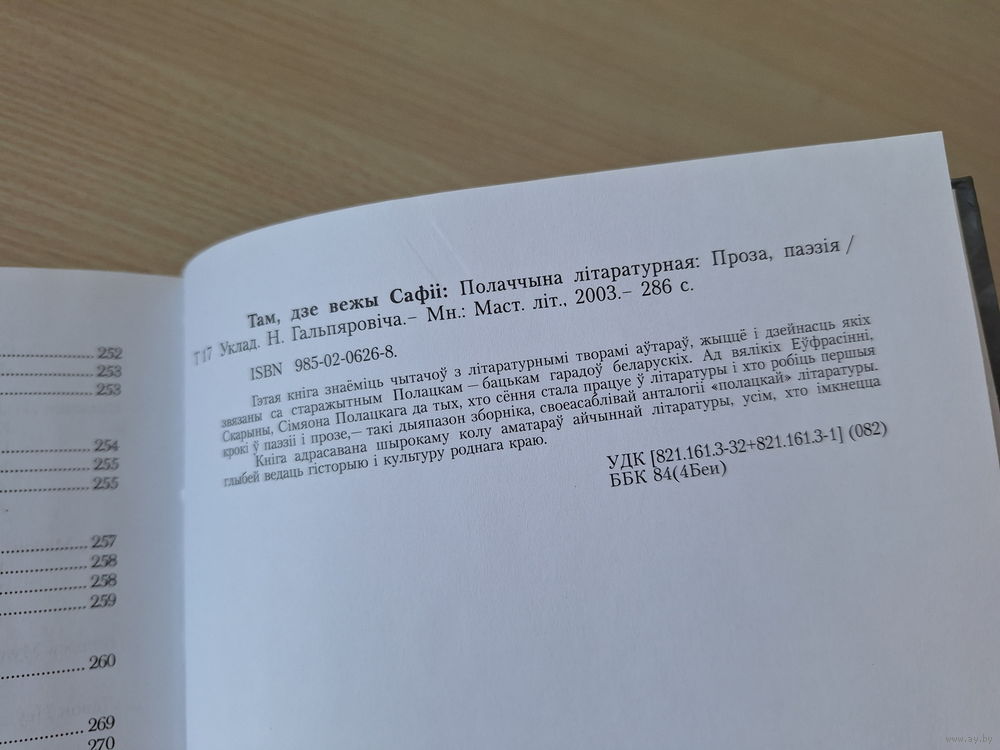 252
253
253
254
255
255
257
258
258
259
260
269
270
Там, дзе вежы Сафіі: Полаччына літаратурная: Проза, паэзія /
Т17 Уклад. Н. Гальпяровіча.– Мн.: Маст. літ., 2003.– 286 с.
ISBN 985-02-0626-8.
Гэтая кніга знаёміць чытачоў з літаратурнымі творамі аўтараў, жыццё і дзейнасць якіх
звязаны са старажытным Полацкам – бацькам гарадоў беларускіх. Ад вялікіх Еўфрасінні,
Скарыны, Сімяона Полацкага да тых, хто сёння стала працуе ў літаратуры і хто робіць першыя
крокі ў паэзіі і прозе,– такі дыяпазон зборніка, своеасаблівай анталогіі «полацкай» літаратуры.
Кніга адрасавана шырокаму колу аматараў айчыннай літаратуры, усім, хто імкнецца
глыбей ведаць гісторыю і культуру роднага краю.
УДК [821.161.3-32+821.161.3-1] (082)
ББК 84(4Беи)
www.ay.by